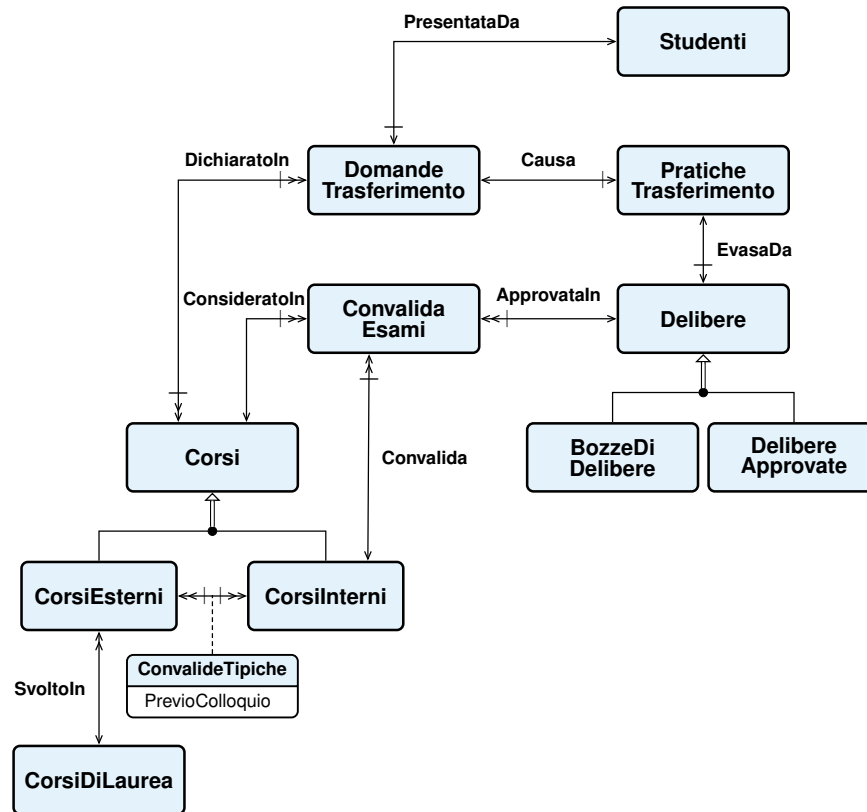 PresentataDa
Studenti
DichiaratoIn
Domande
Trasferimento
Causa
Pratiche
Trasferimento
EvasaDa
ConsideratoIn
Convalida
Esami
ApprovataIn
Delibere
Corsi
Convalida
BozzeDi
Delibere
Delibere
Approvate
CorsiEsterni
CorsiInterni
ConvalideTipiche
PrevioColloquio
SvoltoIn
CorsiDiLaurea